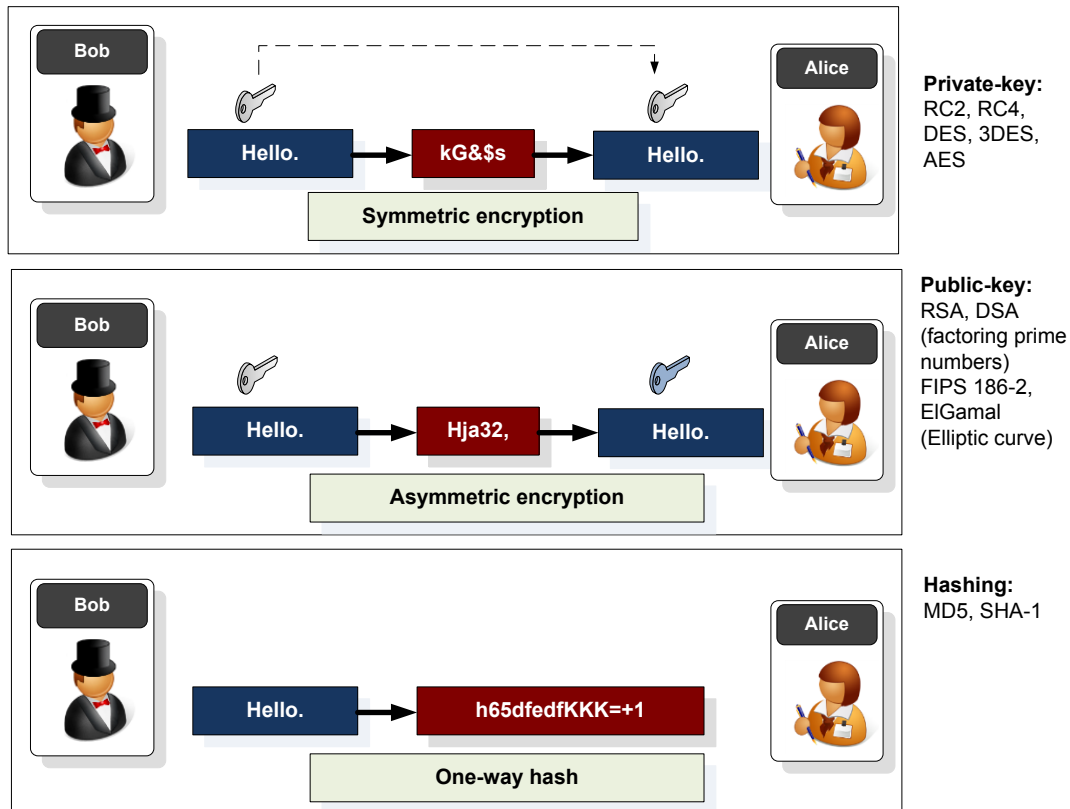 Bob
Alice
Hello.
kG&$s
Hello.
Symmetric encryption
Private-key:
RC2, RC4,
DES, 3DES,
AES
Bob
Alice
Hello.
Hja32,
Hello.
Asymmetric encryption
Public-key:
RSA, DSA
(factoring prime
numbers)
FIPS 186-2,
ElGamal
(Elliptic curve)
Bob
Alice
Hello.
h65dfedfKKK=+1
One-way hash
Hashing:
MD5, SHA-1